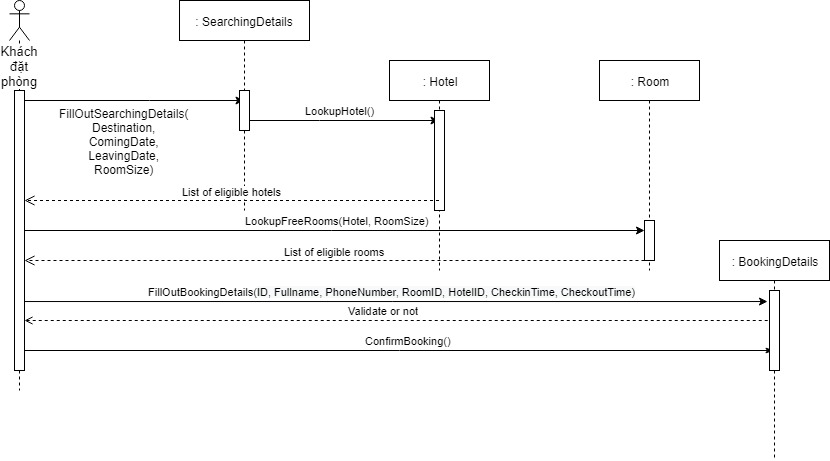 : SearchingDetails
Khách
đặt
phòng
: Hotel
: Room
FillOutSearchingDetails(
Destination,
ComingDate,
LeavingDate,
RoomSize)
LookupHotel()
List of eligible hotels
LookupFreeRooms(Hotel, RoomSize)
List of eligible rooms
: BookingDetails
FillOutBookingDetails(ID, Fullname, PhoneNumber, RoomID, HotelID, CheckinTime, CheckoutTime)
Validate or not
ConfirmBooking()